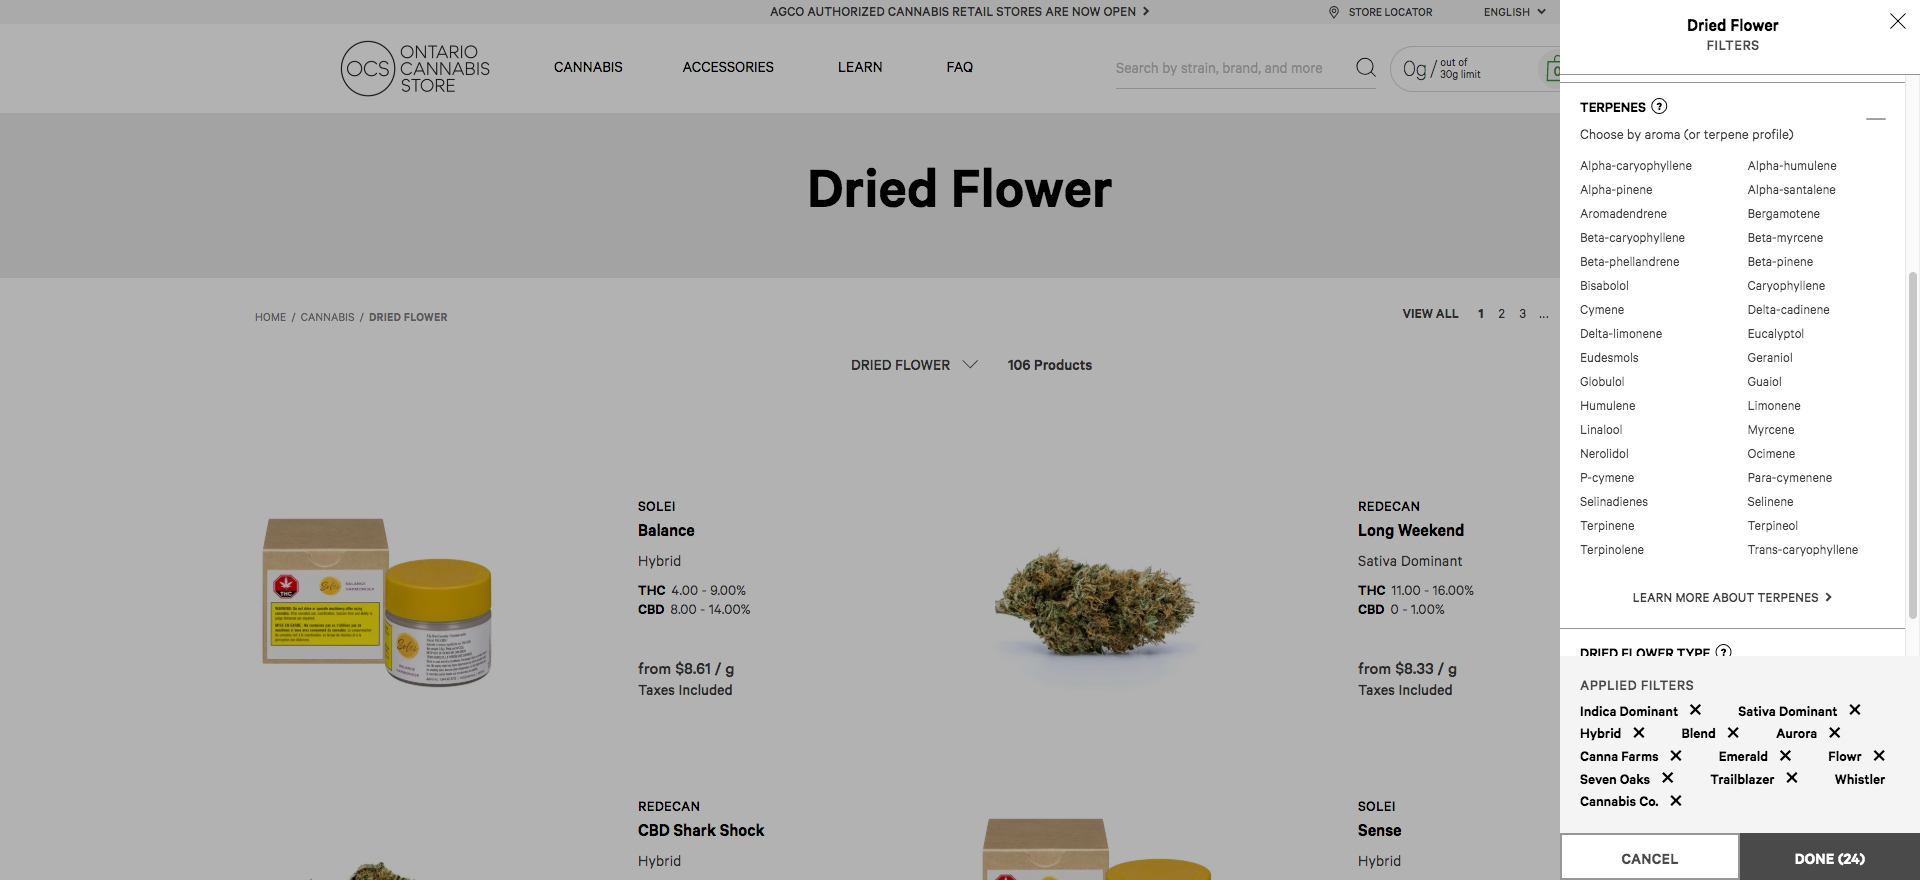 AGCO AUTHORIZED CANNABIS RETAIL STORES ARE NOW OPEN
STORE LOCATOR
ENGLISH
OCS
ONTARIO
CANNABIS
STORE
CANNABIS
ACCESSORIES
LEARN
FAQ
Search by strain, brand, and more
0g / out of
30g limit
0
Dried Flower
HOME / CANNABIS / DRIED FLOWER
VIEW ALL 1 2 3 ...
DRIED FLOWER
106 Products
SOLEI
Balance
Hybrid
THC 4.00 - 9.00%
CBD 8.00 - 14.00%
from $8.61 / g
Taxes Included
THC
Solei
Solei
REDECAN
Long Weekend
Sativa Dominant
THC 11.00 - 16.00%
CBD 0 - 1.00%
from $8.33 / g
Taxes Included
REDECAN
CBD Shark Shock
Hybrid
SOLEI
Sense
Hybrid
Dried Flower
FILTERS
TERPENES ?
Choose by aroma (or terpene profile)
Alpha-caryophyllene Alpha-humulene
Alpha-pinene Alpha-santalene
Aromadendrene Bergamotene
Beta-caryophyllene Beta-myrcene
Beta-phellandrene Beta-pinene
Bisabolol Caryophyllene
Cymene Delta-cadinene
Delta-limonene Eucalyptol
Eudesmols Geraniol
Globulol Guaiol
Humulene Limonene
Linalool Myrcene
Nerolidol Ocimene
P-cymene Para-cymenene
Selinadienes Selinene
Terpinene Terpineol
Terpinolene Trans-caryophyllene
LEARN MORE ABOUT TERPENES
DRIED FLOWER TYPE ?
APPLIED FILTERS
Indica Dominant Sativa Dominant
Hybrid Blend Aurora
Canna Farms Emerald Flowr
Seven Oaks Trailblazer Whistler
Cannabis Co.
CANCEL
DONE (24)